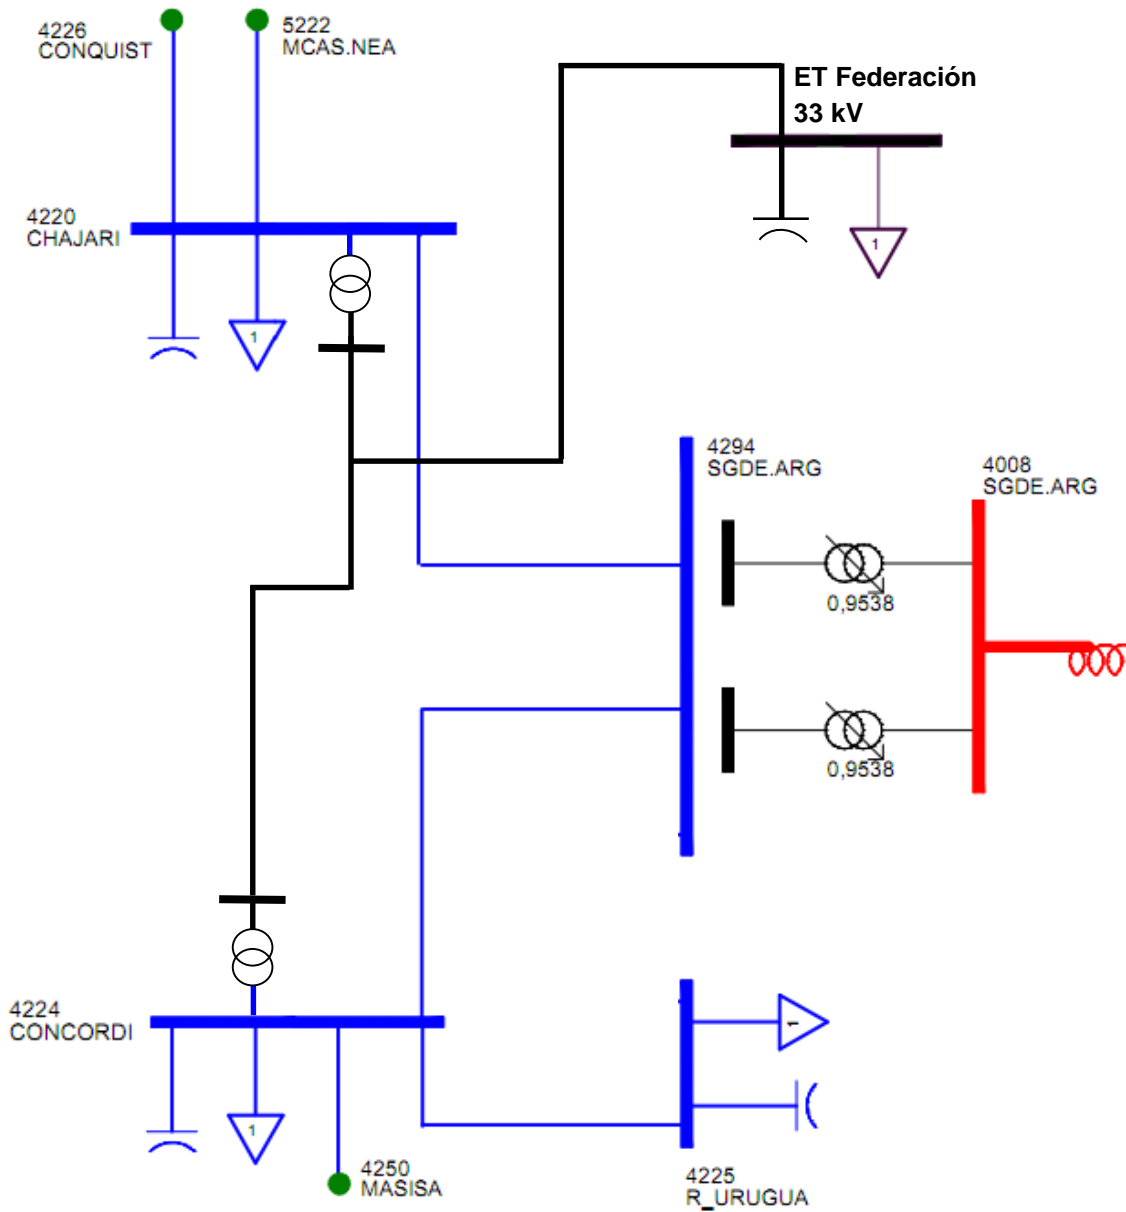 4226
CONQUIST
5222
MCAS.NEA
ET Federación
33 kV
1
4220
CHAJARI
1
4294
SGDE.ARG
4008
SGDE.ARG
0,9538
0,9538
4224
CONCORDI
1
1
4250
MASISA
4225
R_URUGUA